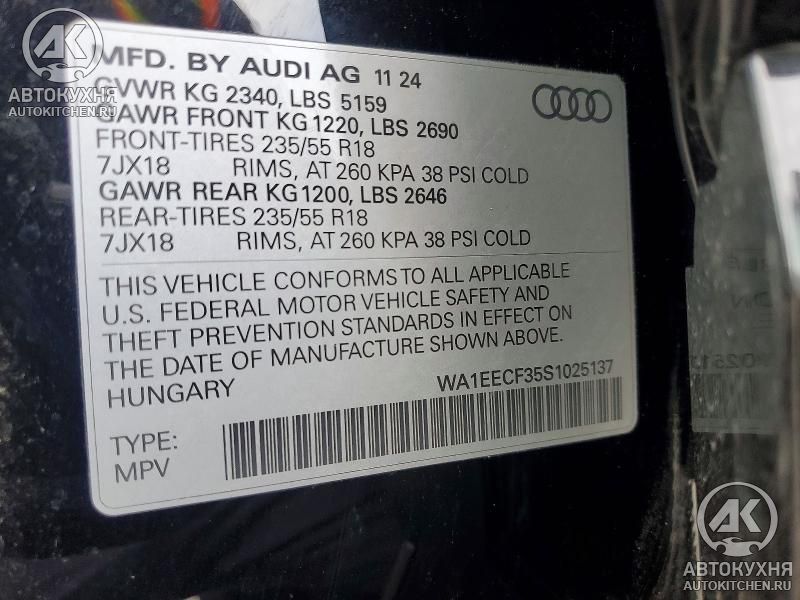 MFD. BY AUDI AG 11 24
GVWR KG 2340, LBS 5159
GAWR FRONT KG1220, LBS 2690
FRONT-TIRES 235/55 R18
7JX18 RIMS, AT 260 KPA 38 PSI COLD
GAWR REAR KG1200, LBS 2646
REAR-TIRES 235/55 R18
7JX18 RIMS, AT 260 KPA 38 PSI COLD
THIS VEHICLE CONFORMS TO ALL APPLICABLE
U.S. FEDERAL MOTOR VEHICLE SAFETY AND
THEFT PREVENTION STANDARDS IN EFFECT ON
THE DATE OF MANUFACTURE SHOWN ABOVE.
HUNGARY WA1EECF35S1025137
TYPE:
MPV
АК
АВТОКУХНЯ
AUTOKITCHEN.RU
АК
АВТОКУХНЯ
AUTOKITCHEN.RU